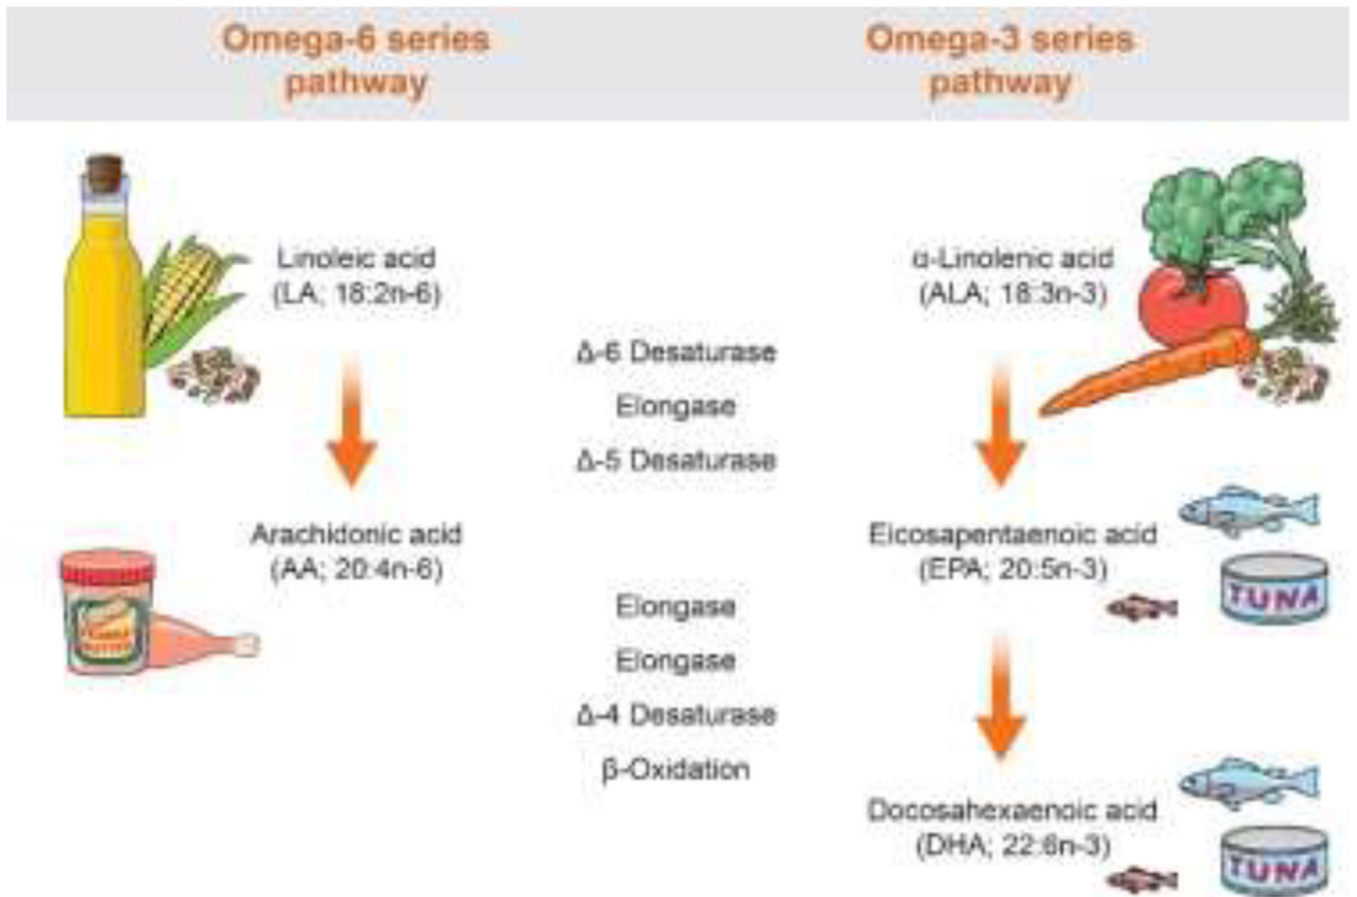 Omega-6 series
pathway
Omega-3 series
pathway
Linoleic acid
(LA; 18:2n-6)
α-Linolenic acid
(ALA; 18:3n-3)
Δ-6 Desaturase
Elongase
Δ-5 Desaturase
Arachidonic acid
(AA; 20:4n-6)
Eicosapentaenoic acid
(EPA; 20:5n-3)
TUNA
Elongase
Elongase
Δ-4 Desaturase
β-Oxidation
Docosahexaenoic acid
(DHA; 22:6n-3)
TUNA